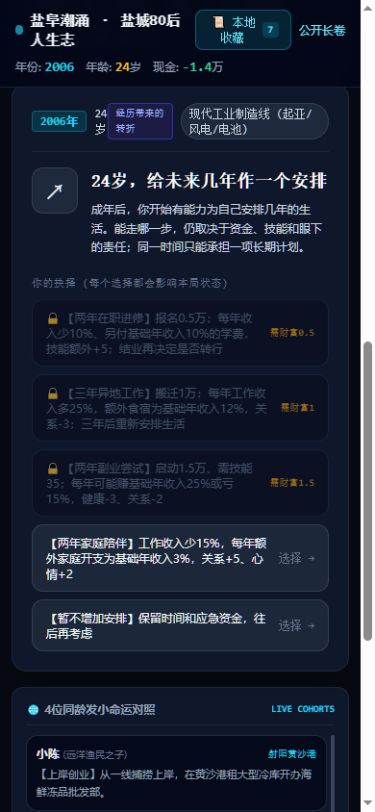 盐阜潮涌 · 盐城80后
人生志
📜 本地
收藏
7
公开长卷
年份: 2006 年龄: 24岁 现金: -1.4万
2006年
24
岁
经历带来的
转折
现代工业制造线（起亚/
风电/电池）
24岁，给未来几年作一个安排
成年后，你开始有能力为自己安排几年的生
活。能走哪一步，仍取决于资金、技能和眼下
的责任；同一时间只能承担一项长期计划。
你的抉择 (每个选择都会影响本局状态)
🔒 【两年在职进修】报名0.5万；每年收
入少10%、另付基础年收入10%的学费，
技能额外+5；结业再决定是否转行
需财富0.5
🔒 【三年异地工作】搬迁1万；每年工作收
入多25%，额外食宿为基础年收入12%，关
系-3；三年后重新安排生活
需财富1
🔒 【两年副业尝试】启动1.5万、需技能
35；每年可能赚基础年收入25%或亏
15%，健康-3、关系-2
需财富1.5
【两年家庭陪伴】工作收入少15%，每年额
外家庭开支为基础年收入3%，关系+5、心
情+2
选择 →
【暂不增加安排】保留时间和应急资金，往
后再考虑
选择 →
🌐 4位同龄发小命运对照
LIVE COHORTS
小陈 (远洋渔民之子)
射阳黄沙港
【上岸创业】从一线捕捞上岸，在黄沙港租大型冷库开办海
鲜冻品批发部。